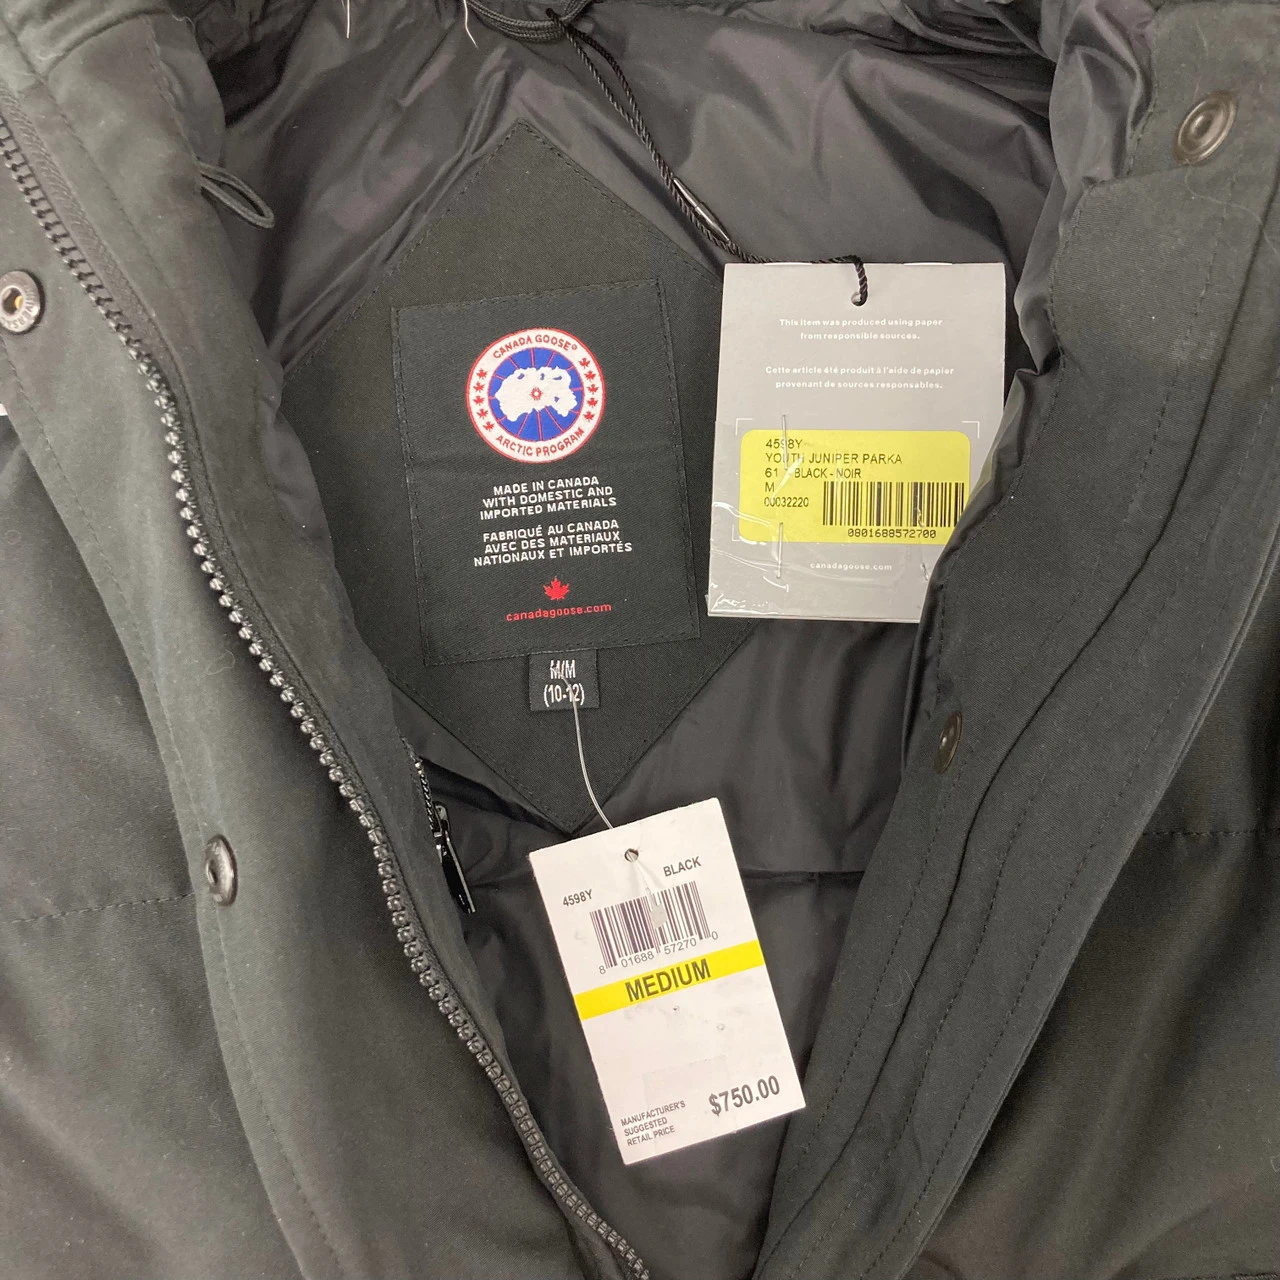 CANADA GOOSE®
ARCTIC PROGRAM
MADE IN CANADA
WITH DOMESTIC AND
IMPORTED MATERIALS
FABRIQUÉ AU CANADA
AVEC DES MATERIAUX
NATIONAUX ET IMPORTÉS
canadagoose.com
M/M
(10-12)
This item was produced using paper
from responsible sources.
Cette article été produit à l'aide de papier
provenant de sources responsables.
4598Y
YOUTH JUNIPER PARKA
61 - BLACK - NOIR
M
00032220
0801688572700
canadagoose.com
4598Y BLACK
8 01688 57270 0
MEDIUM
$750.00
MANUFACTURER'S
SUGGESTED
RETAIL PRICE